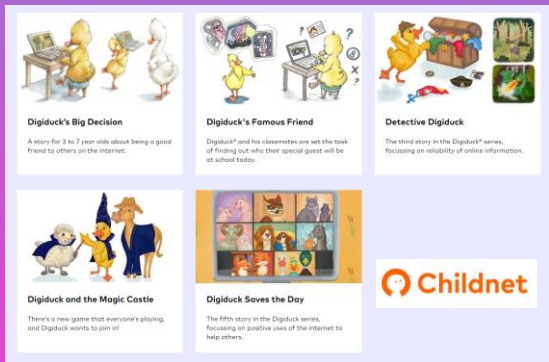 Digiduck's Big Decision
A story for 3 to 7 year olds about being a good
friend to others on the internet.
Digiduck's Famous Friend
Digiduck® and his classmates are set the task
of finding out who their special guest will be
at school today.
Detective Digiduck
The third story in the Digiduck® series,
focussing on reliability of online information.
Digiduck and the Magic Castle
There's a new game that everyone's playing,
and Digiduck wants to join in!
Digiduck Saves the Day
The fifth story in the Digiduck series,
focussing on positive uses of the internet to
help others.
Childnet